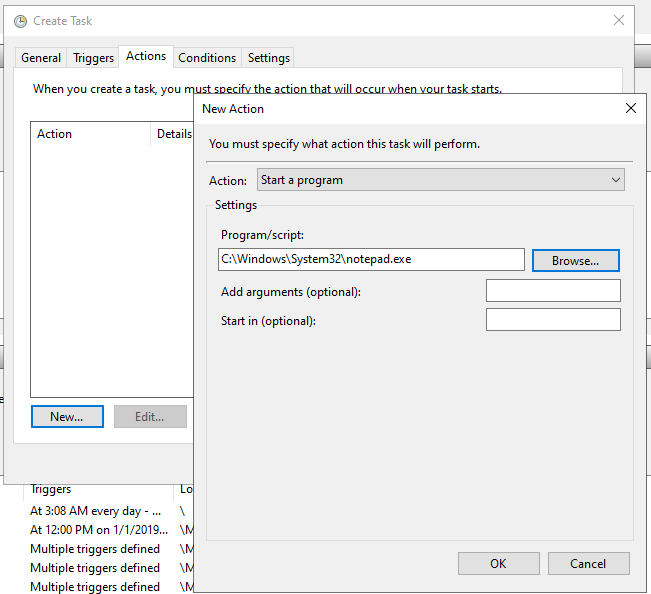 Create Task
General Triggers Actions Conditions Settings
When you create a task, you must specify the action that will occur when your task starts.
Action Details
New... Edit...
New Action
You must specify what action this task will perform.
Action: Start a program
Settings
Program/script:
C:\Windows\System32\notepad.exe Browse...
Add arguments (optional):
Start in (optional):
OK Cancel
Triggers Lo
At 3:08 AM every day - ... \
At 12:00 PM on 1/1/2019... \M
Multiple triggers defined \M
Multiple triggers defined \M
Multiple triggers defined \M